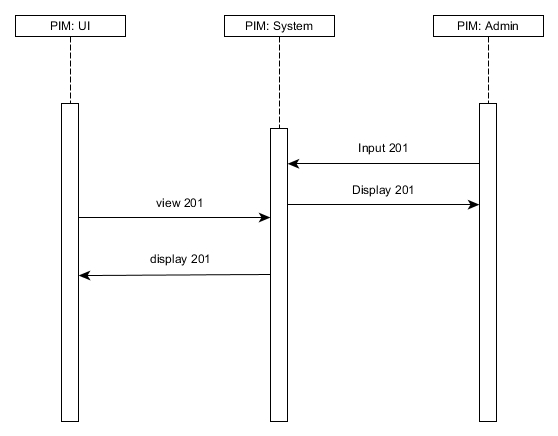 PIM: UI
PIM: System
PIM: Admin
Input 201
Display 201
view 201
display 201